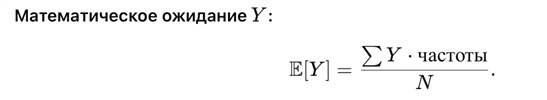 Математическое ожидание Y:
𝔼[Y] = ∑ Y · частоты / N.